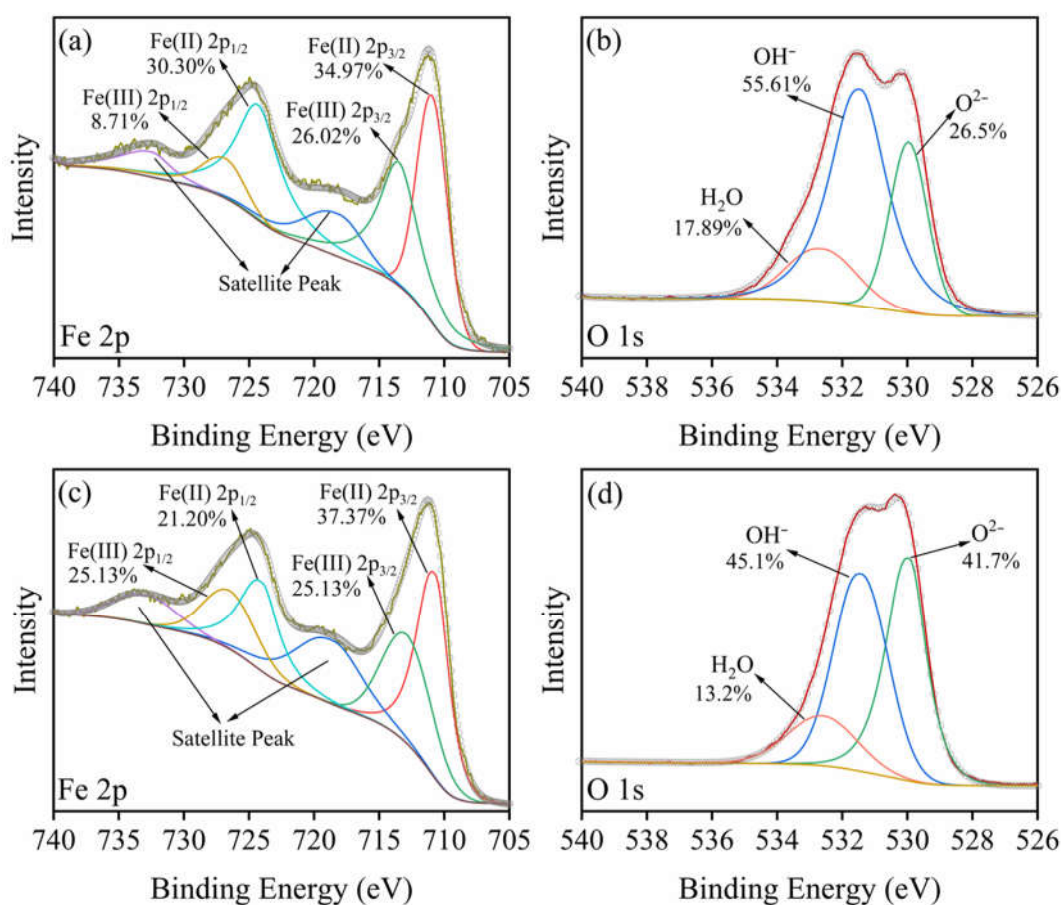 (a)
Fe(II) 2p₁/₂
30.30%
Fe(II) 2p₃/₂
34.97%
Fe(III) 2p₁/₂
8.71%
Fe(III) 2p₃/₂
26.02%
Satellite Peak
Fe 2p
Intensity
740 735 730 725 720 715 710 705
Binding Energy (eV)
(b)
OH⁻
55.61%
O²⁻
26.5%
H₂O
17.89%
O 1s
Intensity
540 538 536 534 532 530 528 526
Binding Energy (eV)
(c)
Fe(II) 2p₁/₂
21.20%
Fe(II) 2p₃/₂
37.37%
Fe(III) 2p₁/₂
25.13%
Fe(III) 2p₃/₂
25.13%
Satellite Peak
Fe 2p
Intensity
740 735 730 725 720 715 710 705
Binding Energy (eV)
(d)
OH⁻
45.1%
O²⁻
41.7%
H₂O
13.2%
O 1s
Intensity
540 538 536 534 532 530 528 526
Binding Energy (eV)